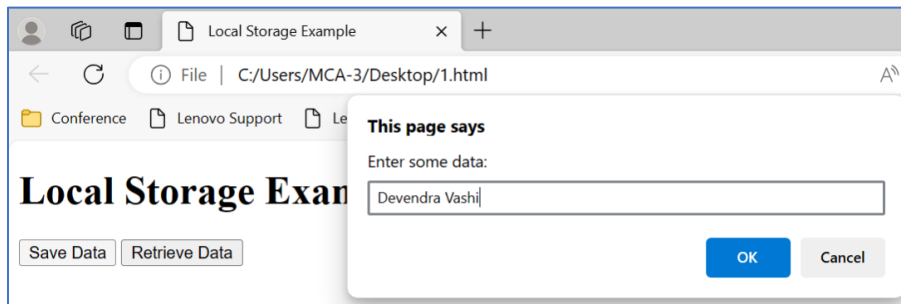 Local Storage Example
File | C:/Users/MCA-3/Desktop/1.html
Conference Lenovo Support Le
This page says
Enter some data:
Devendra Vashi
OK Cancel
Local Storage Exam
Save Data Retrieve Data